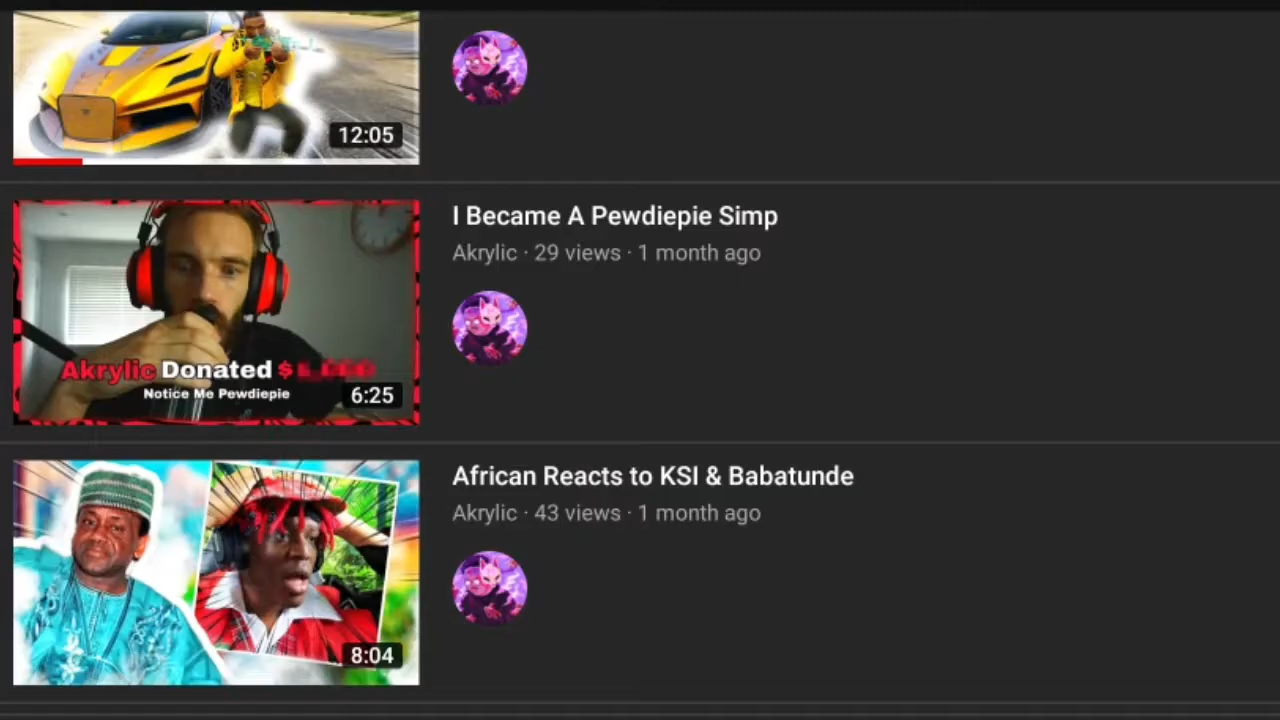 12:05
I Became A Pewdiepie Simp
Akrylic · 29 views · 1 month ago
Akrylic Donated $
Notice Me Pewdiepie
6:25
African Reacts to KSI & Babatunde
Akrylic · 43 views · 1 month ago
8:04